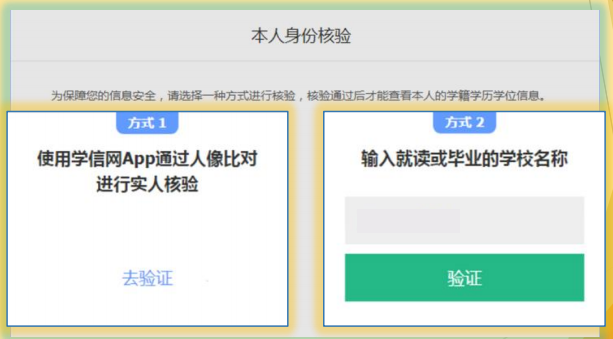 本人身份核验
为保障您的信息安全，请选择一种方式进行核验，核验通过后才能查看本人的学籍学历学位信息。
方式 1
使用学信网App通过人像比对
进行实人核验
去验证
方式 2
输入就读或毕业的学校名称
验证